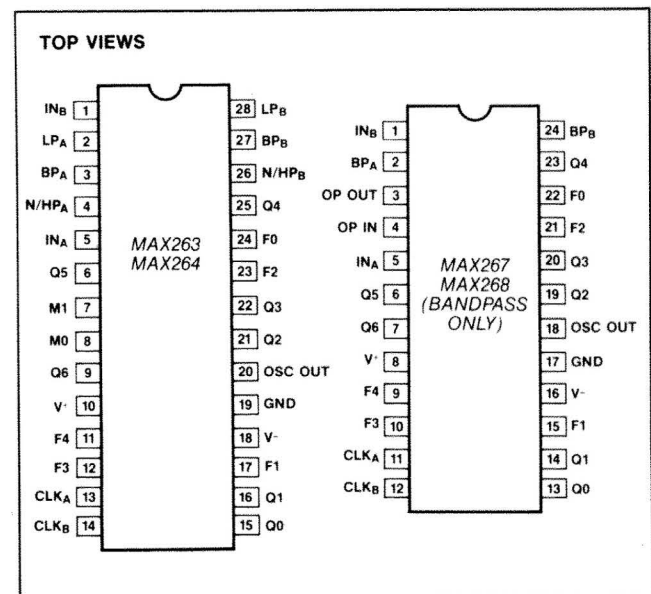 TOP VIEWS
INB 1
LPA 2
BPA 3
N/HPA 4
INA 5
Q5 6
M1 7
M0 8
Q6 9
V+ 10
F4 11
F3 12
CLKA 13
CLKB 14
MAX263
MAX264
28 LPB
27 BPB
26 N/HPB
25 Q4
24 F0
23 F2
22 Q3
21 Q2
20 OSC OUT
19 GND
18 V-
17 F1
16 Q1
15 Q0
INB 1
BPA 2
OP OUT 3
OP IN 4
INA 5
Q5 6
Q6 7
V+ 8
F4 9
F3 10
CLKA 11
CLKB 12
MAX267
MAX268
(BANDPASS
ONLY)
24 BPB
23 Q4
22 F0
21 F2
20 Q3
19 Q2
18 OSC OUT
17 GND
16 V-
15 F1
14 Q1
13 Q0